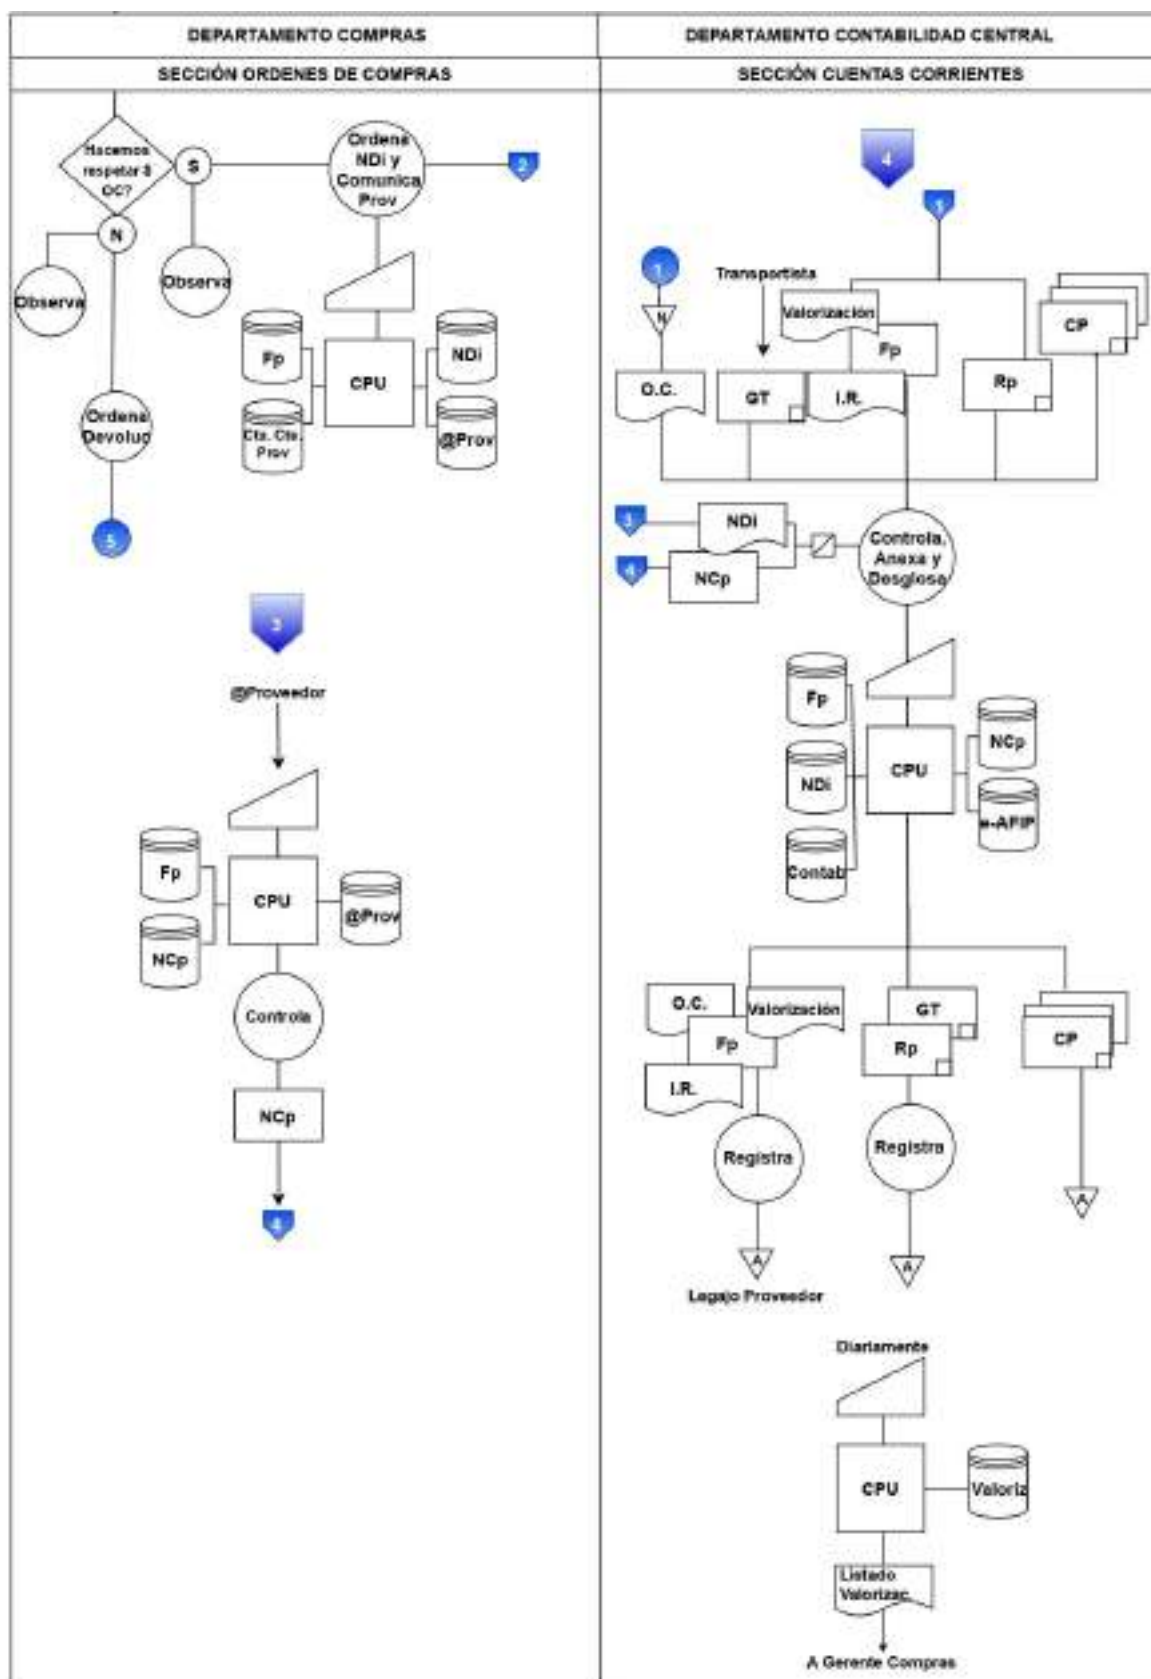 DEPARTAMENTO COMPRAS
DEPARTAMENTO CONTABILIDAD CENTRAL
SECCIÓN ORDENES DE COMPRAS
SECCIÓN CUENTAS CORRIENTES
Hacemos
respetar $
OC?
S
N
Observa
Observa
Ordena
NDi y
Comunica
Prov
2
Fp
Cta. Cte.
Prov
CPU
NDi
@Prov
Ordena
Devoluc
5
3
@Proveedor
Fp
NCp
CPU
@Prov
Controla
NCp
4
4
1
1
N
O.C.
Transportista
GT
Valorización
Fp
I.R.
Rp
CP
3
NDi
4
NCp
Controla,
Anexa y
Desglosa
Fp
NDi
Contab
CPU
NCp
e-AFIP
O.C.
Valorización
Fp
I.R.
GT
Rp
CP
Registra
Registra
A
A
A
Legajo Proveedor
Diariamente
CPU
Valoriz
Listado
Valorizac.
A Gerente Compras